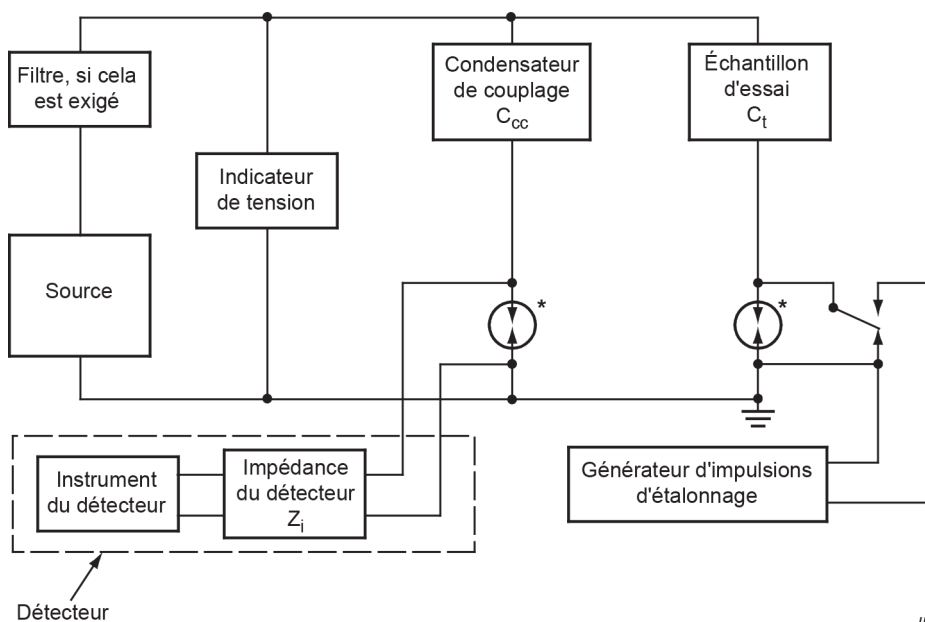 Filtre, si cela
est exigé
Condensateur
de couplage
Ccc
Échantillon
d'essai
Ct
Indicateur
de tension
Source
*
*
Instrument
du détecteur
Impédance
du détecteur
Zi
Générateur d'impulsions
d'étalonnage
Détecteur